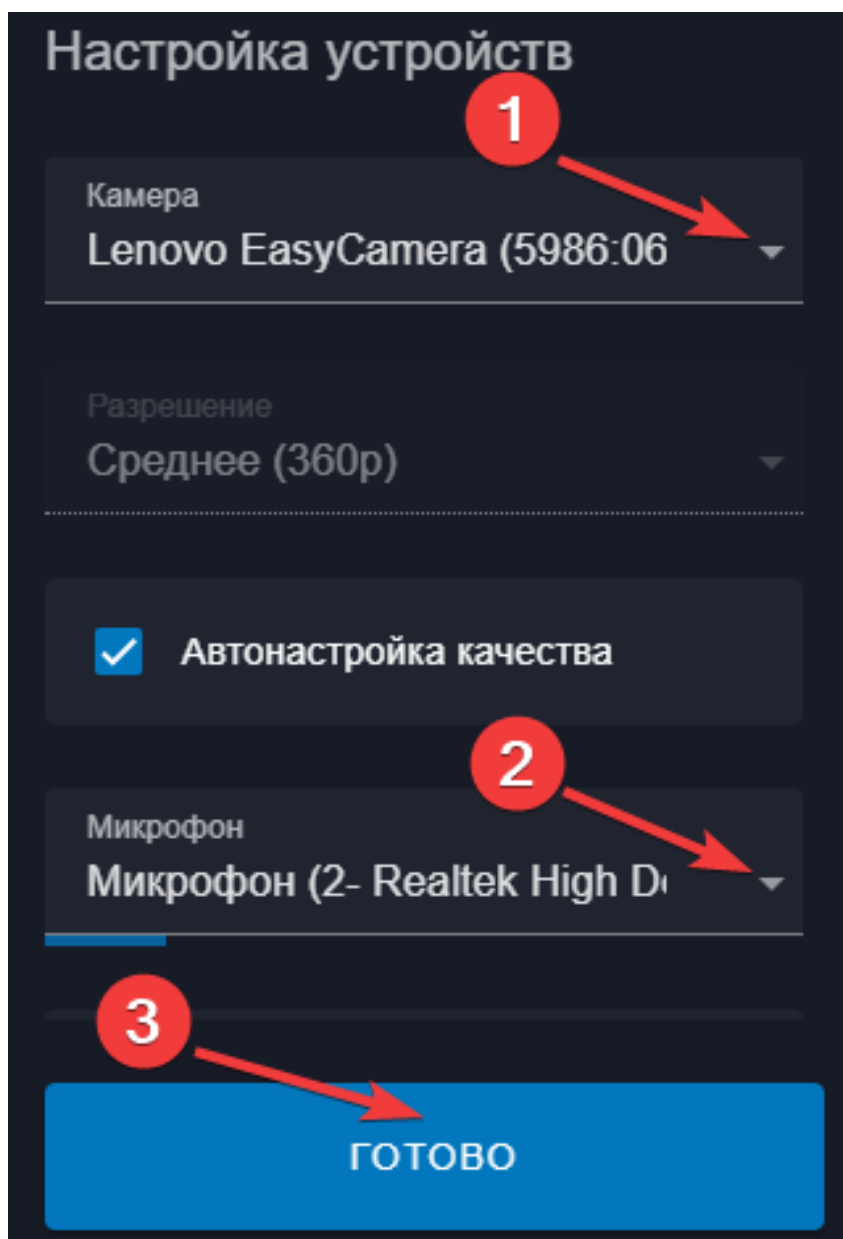 Настройка устройств
1
Камера
Lenovo EasyCamera (5986:06
Разрешение
Среднее (360p)
Автонастройка качества
2
Микрофон
Микрофон (2- Realtek High D
3
ГОТОВО